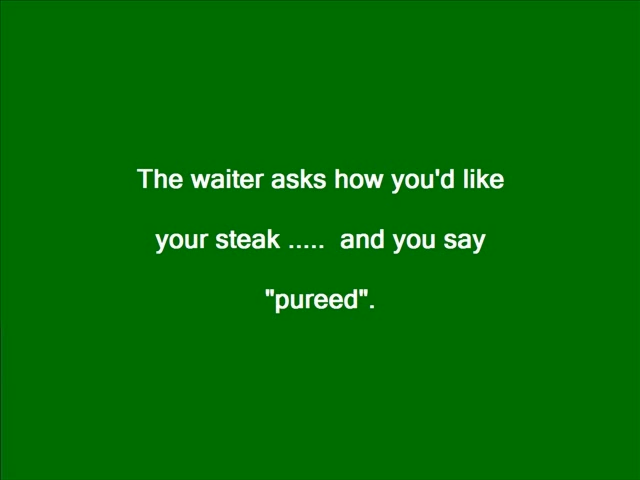 The waiter asks how you'd like
your steak .....  and you say
"pureed".